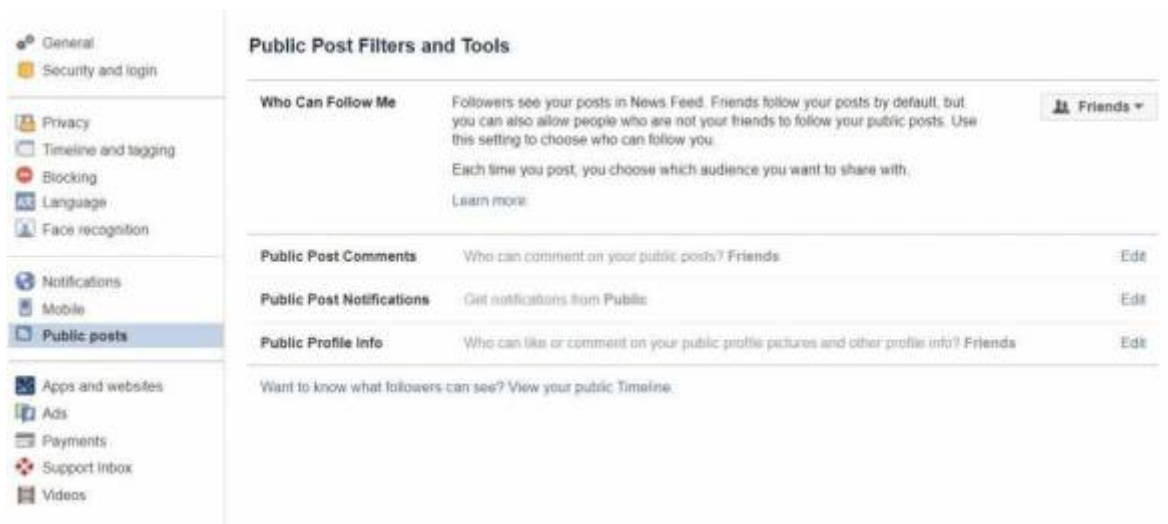 General
Security and login
Privacy
Timeline and tagging
Blocking
Language
Face recognition
Notifications
Mobile
Public posts
Apps and websites
Ads
Payments
Support Inbox
Videos
Public Post Filters and Tools
Who Can Follow Me
Followers see your posts in News Feed. Friends follow your posts by default, but
you can also allow people who are not your friends to follow your public posts. Use
this setting to choose who can follow you.
Each time you post, you choose which audience you want to share with.
Learn more
Friends
Public Post Comments Who can comment on your public posts? Friends Edit
Public Post Notifications Get notifications from Public Edit
Public Profile Info Who can like or comment on your public profile pictures and other profile info? Friends Edit
Want to know what followers can see? View your public Timeline.